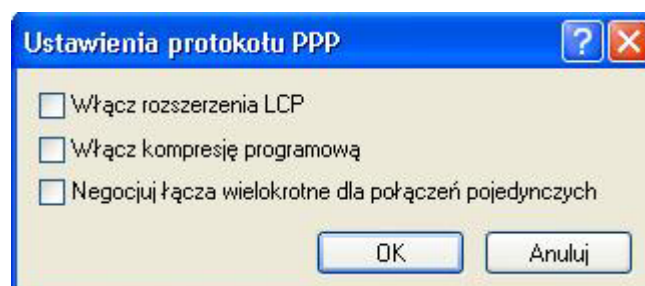 Ustawienia protokołu PPP
Włącz rozszerzenia LCP
Włącz kompresję programową
Negocjuj łącza wielokrotne dla połączeń pojedynczych
OK Anuluj